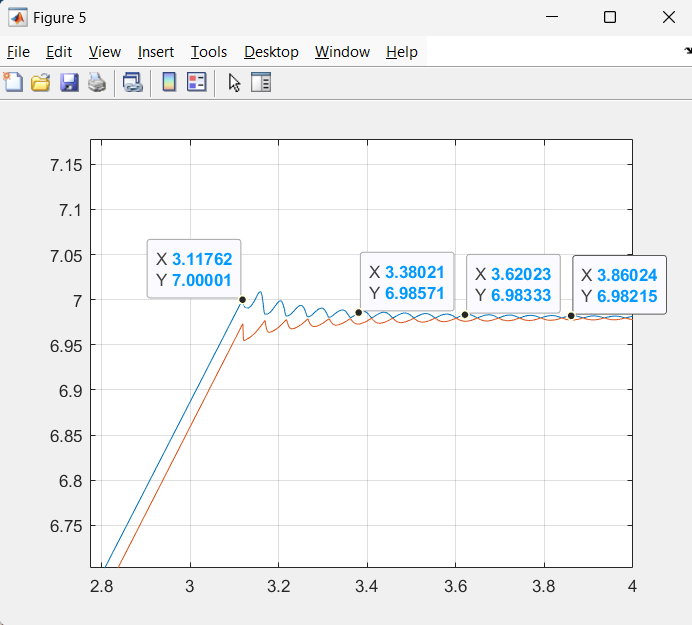 Figure 5
File Edit View Insert Tools Desktop Window Help
7.15
7.1
7.05
7
6.95
6.9
6.85
6.8
6.75
X 3.11762
Y 7.00001
X 3.38021
Y 6.98571
X 3.62023
Y 6.98333
X 3.86024
Y 6.98215
2.8 3 3.2 3.4 3.6 3.8 4